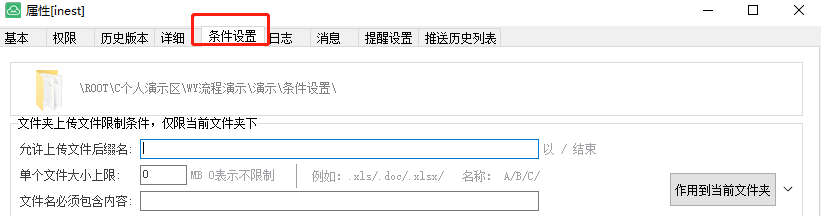 属性[inest]
基本 权限 历史版本 详细 条件设置 日志 消息 提醒设置 推送历史列表
\ROOT\C个人演示区\WY流程演示\演示\条件设置\
文件夹上传文件限制条件，仅限当前文件夹下
允许上传文件后缀名: 以 / 结束
单个文件大小上限: 0 MB 0表示不限制 例如: .xls/.doc/.xlsx/ 名称: A/B/C/
作用到当前文件夹
文件名必须包含内容: